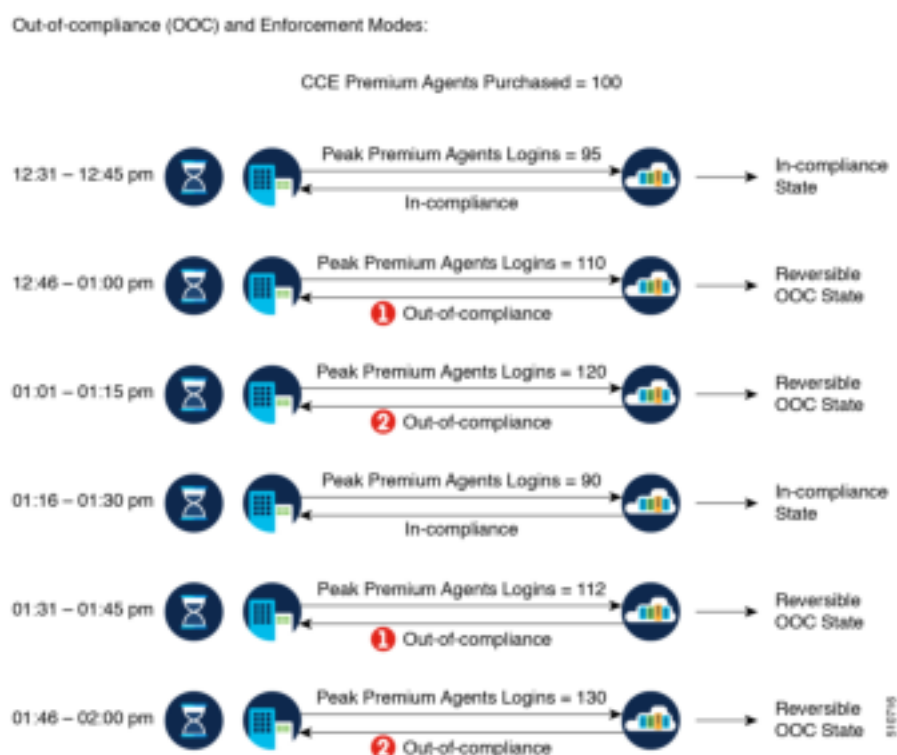 Out-of-compliance (OOC) and Enforcement Modes:
CCE Premium Agents Purchased = 100
12:31 – 12:45 pm
Peak Premium Agents Logins = 95
In-compliance
In-compliance
State
12:46 – 01:00 pm
Peak Premium Agents Logins = 110
1 Out-of-compliance
Reversible
OOC State
01:01 – 01:15 pm
Peak Premium Agents Logins = 120
2 Out-of-compliance
Reversible
OOC State
01:16 – 01:30 pm
Peak Premium Agents Logins = 90
In-compliance
In-compliance
State
01:31 – 01:45 pm
Peak Premium Agents Logins = 112
1 Out-of-compliance
Reversible
OOC State
01:46 – 02:00 pm
Peak Premium Agents Logins = 130
2 Out-of-compliance
Reversible
OOC State